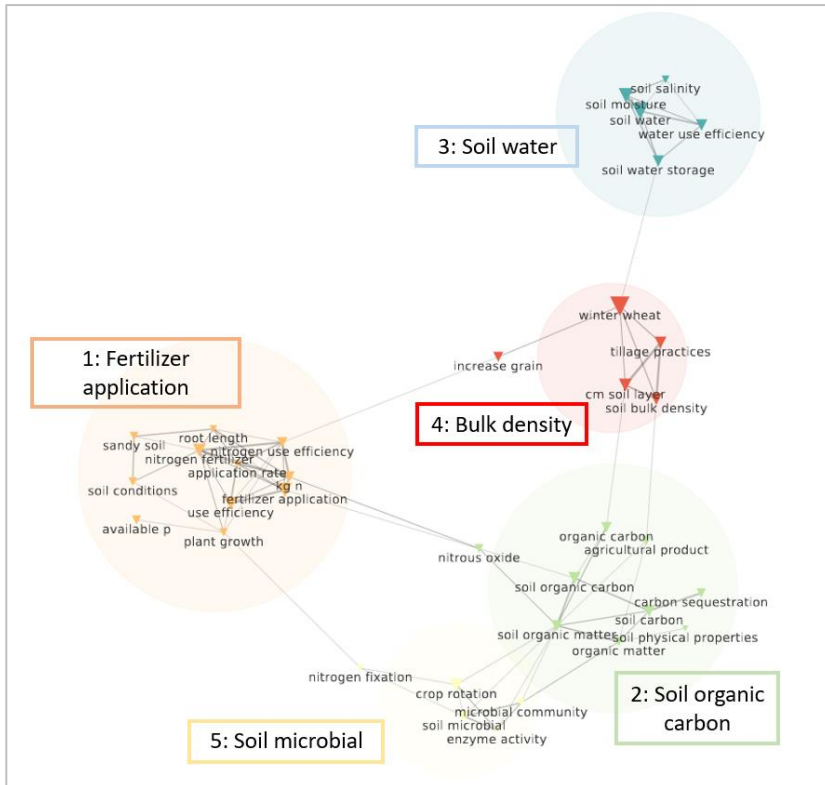 soil salinity
soil moisture
soil water
water use efficiency
3: Soil water
soil water storage
winter wheat
1: Fertilizer
application
tillage practices
increase grain
cm soil layer
soil bulk density
4: Bulk density
root length
sandy soil
nitrogen use efficiency
nitrogen fertilizer
application rate
kg n
soil conditions
fertilizer application
use efficiency
available p
plant growth
organic carbon
agricultural product
nitrous oxide
soil organic carbon
carbon sequestration
soil carbon
soil organic matter
soil physical properties
organic matter
nitrogen fixation
crop rotation
2: Soil organic
carbon
microbial community
soil microbial
5: Soil microbial
enzyme activity